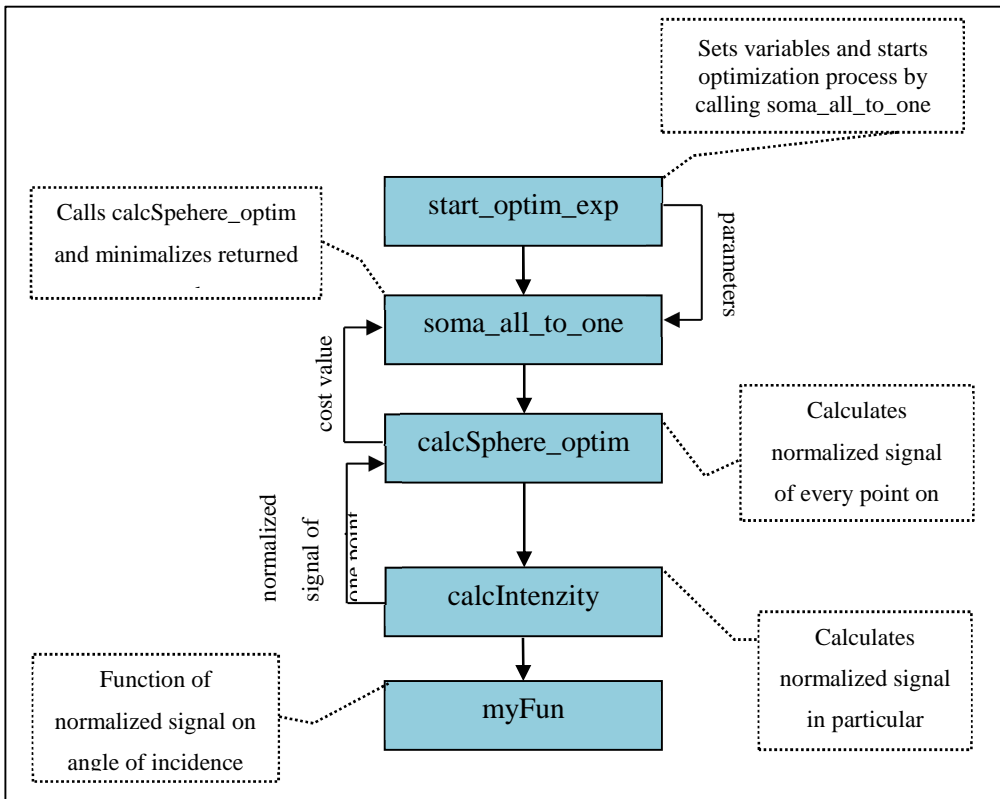 Sets variables and starts
optimization process by
calling soma_all_to_one
start_optim_exp
parameters
Calls calcSpehere_optim
and minimalizes returned
soma_all_to_one
cost value
calcSphere_optim
Calculates
normalized signal
of every point on
normalized
signal of
one point
calcIntenzity
Calculates
normalized signal
in particular
Function of
normalized signal on
angle of incidence
myFun